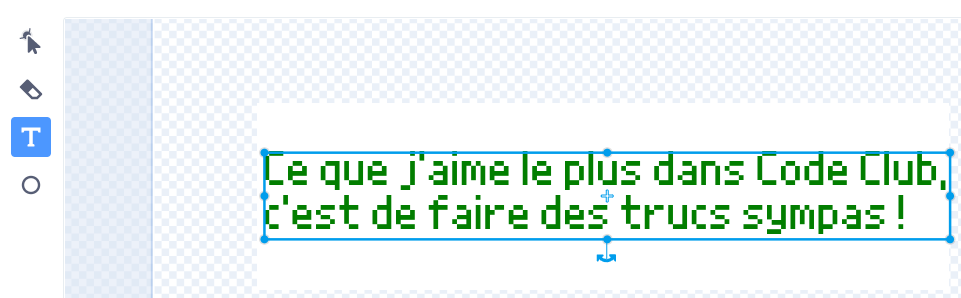 T
Ce que j'aime le plus dans Code Club,
c'est de faire des trucs sympas !